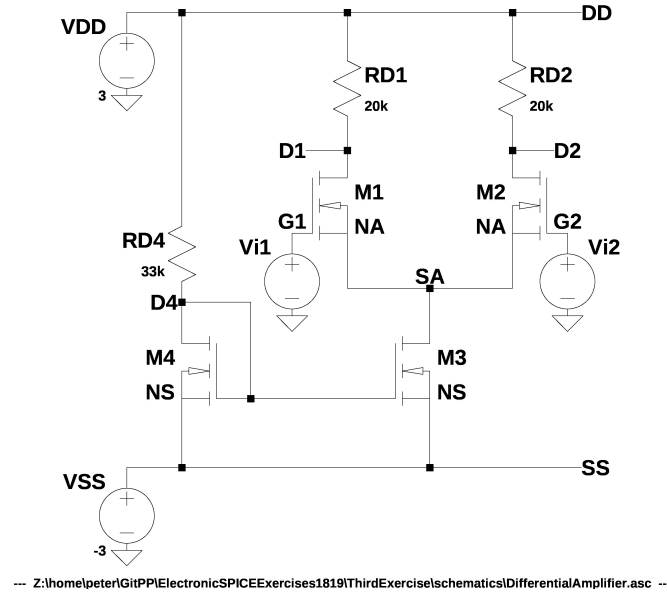 DD
VDD
3
RD1
20k
RD2
20k
D1
D2
M1
M2
G1
NA
NA
G2
Vi1
Vi2
RD4
33k
SA
D4
M4
M3
NS
NS
SS
VSS
-3
--- Z:\home\peter\GitPP\ElectronicSPICEExercises1819\ThirdExercise\schematics\DifferentialAmplifier.asc --